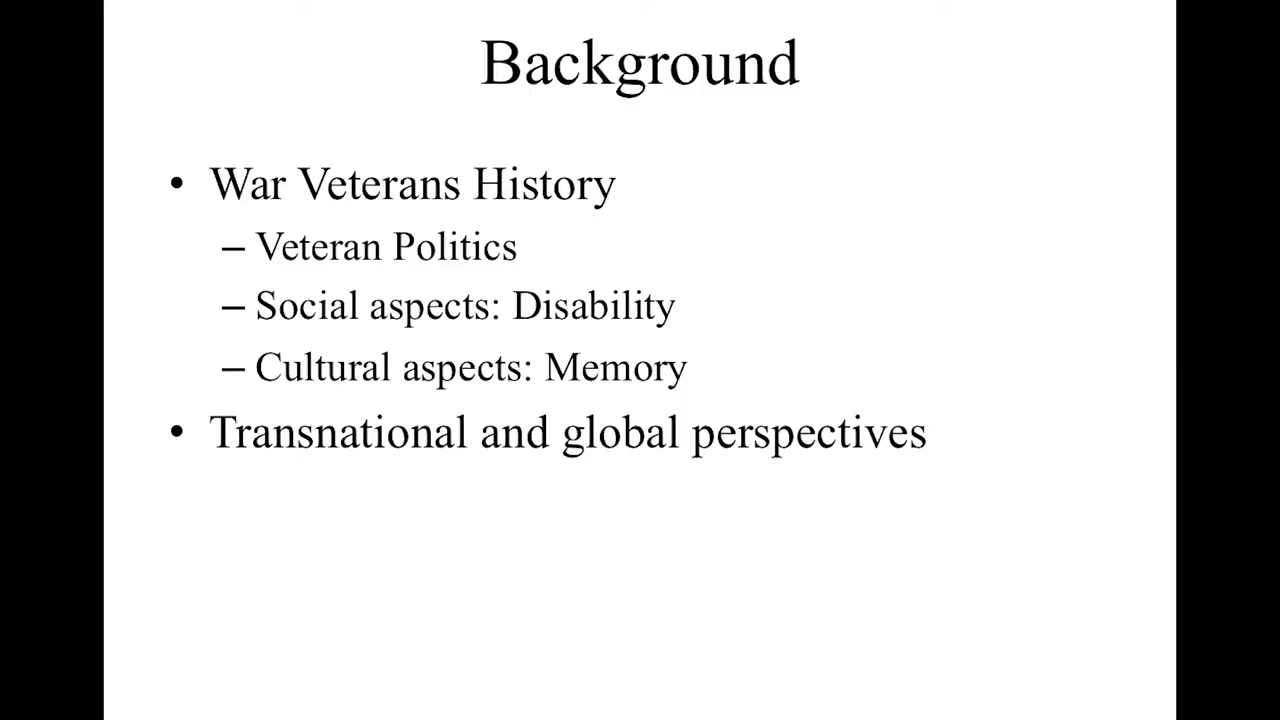 Background
• War Veterans History
– Veteran Politics
– Social aspects: Disability
– Cultural aspects: Memory
• Transnational and global perspectives